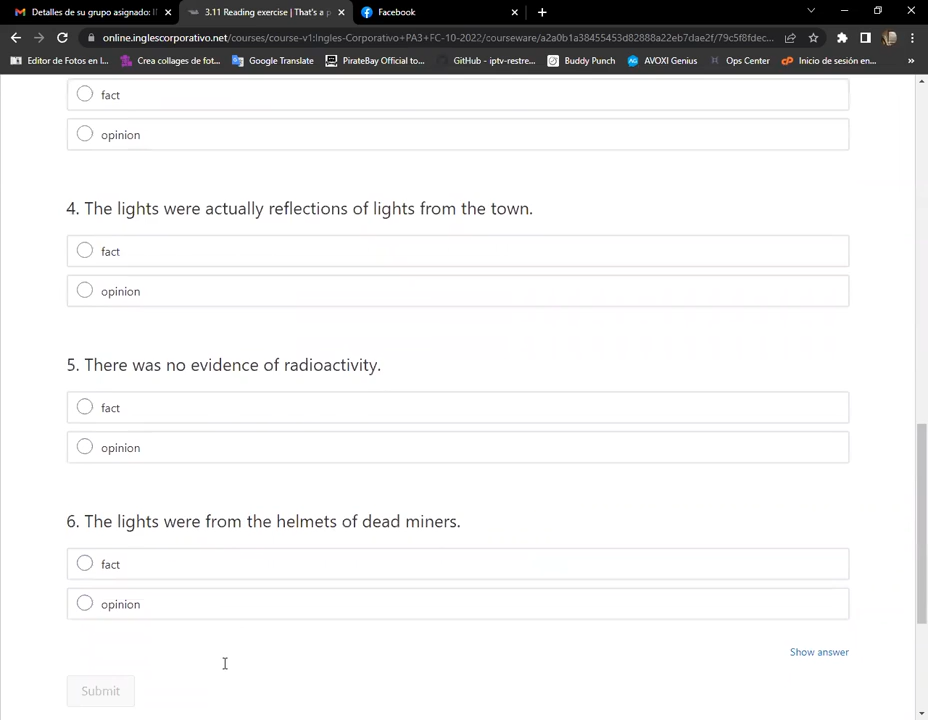 Detalles de su grupo asignado: I
3.11 Reading exercise | That's a p
Facebook
online.inglescorporativo.net/courses/course-v1:Ingles-Corporativo+PA3+FC-10-2022/courseware/a2a0b1a38455453d82888a22eb7dae2f/79c5f8fdec...
Editor de Fotos en l...
Crea collages de fot...
Google Translate
PirateBay Official to...
GitHub - iptv-restre...
Buddy Punch
AVOXI Genius
Ops Center
Inicio de sesión en...
»
fact
opinion
4. The lights were actually reflections of lights from the town.
fact
opinion
5. There was no evidence of radioactivity.
fact
opinion
6. The lights were from the helmets of dead miners.
fact
opinion
Show answer
Submit